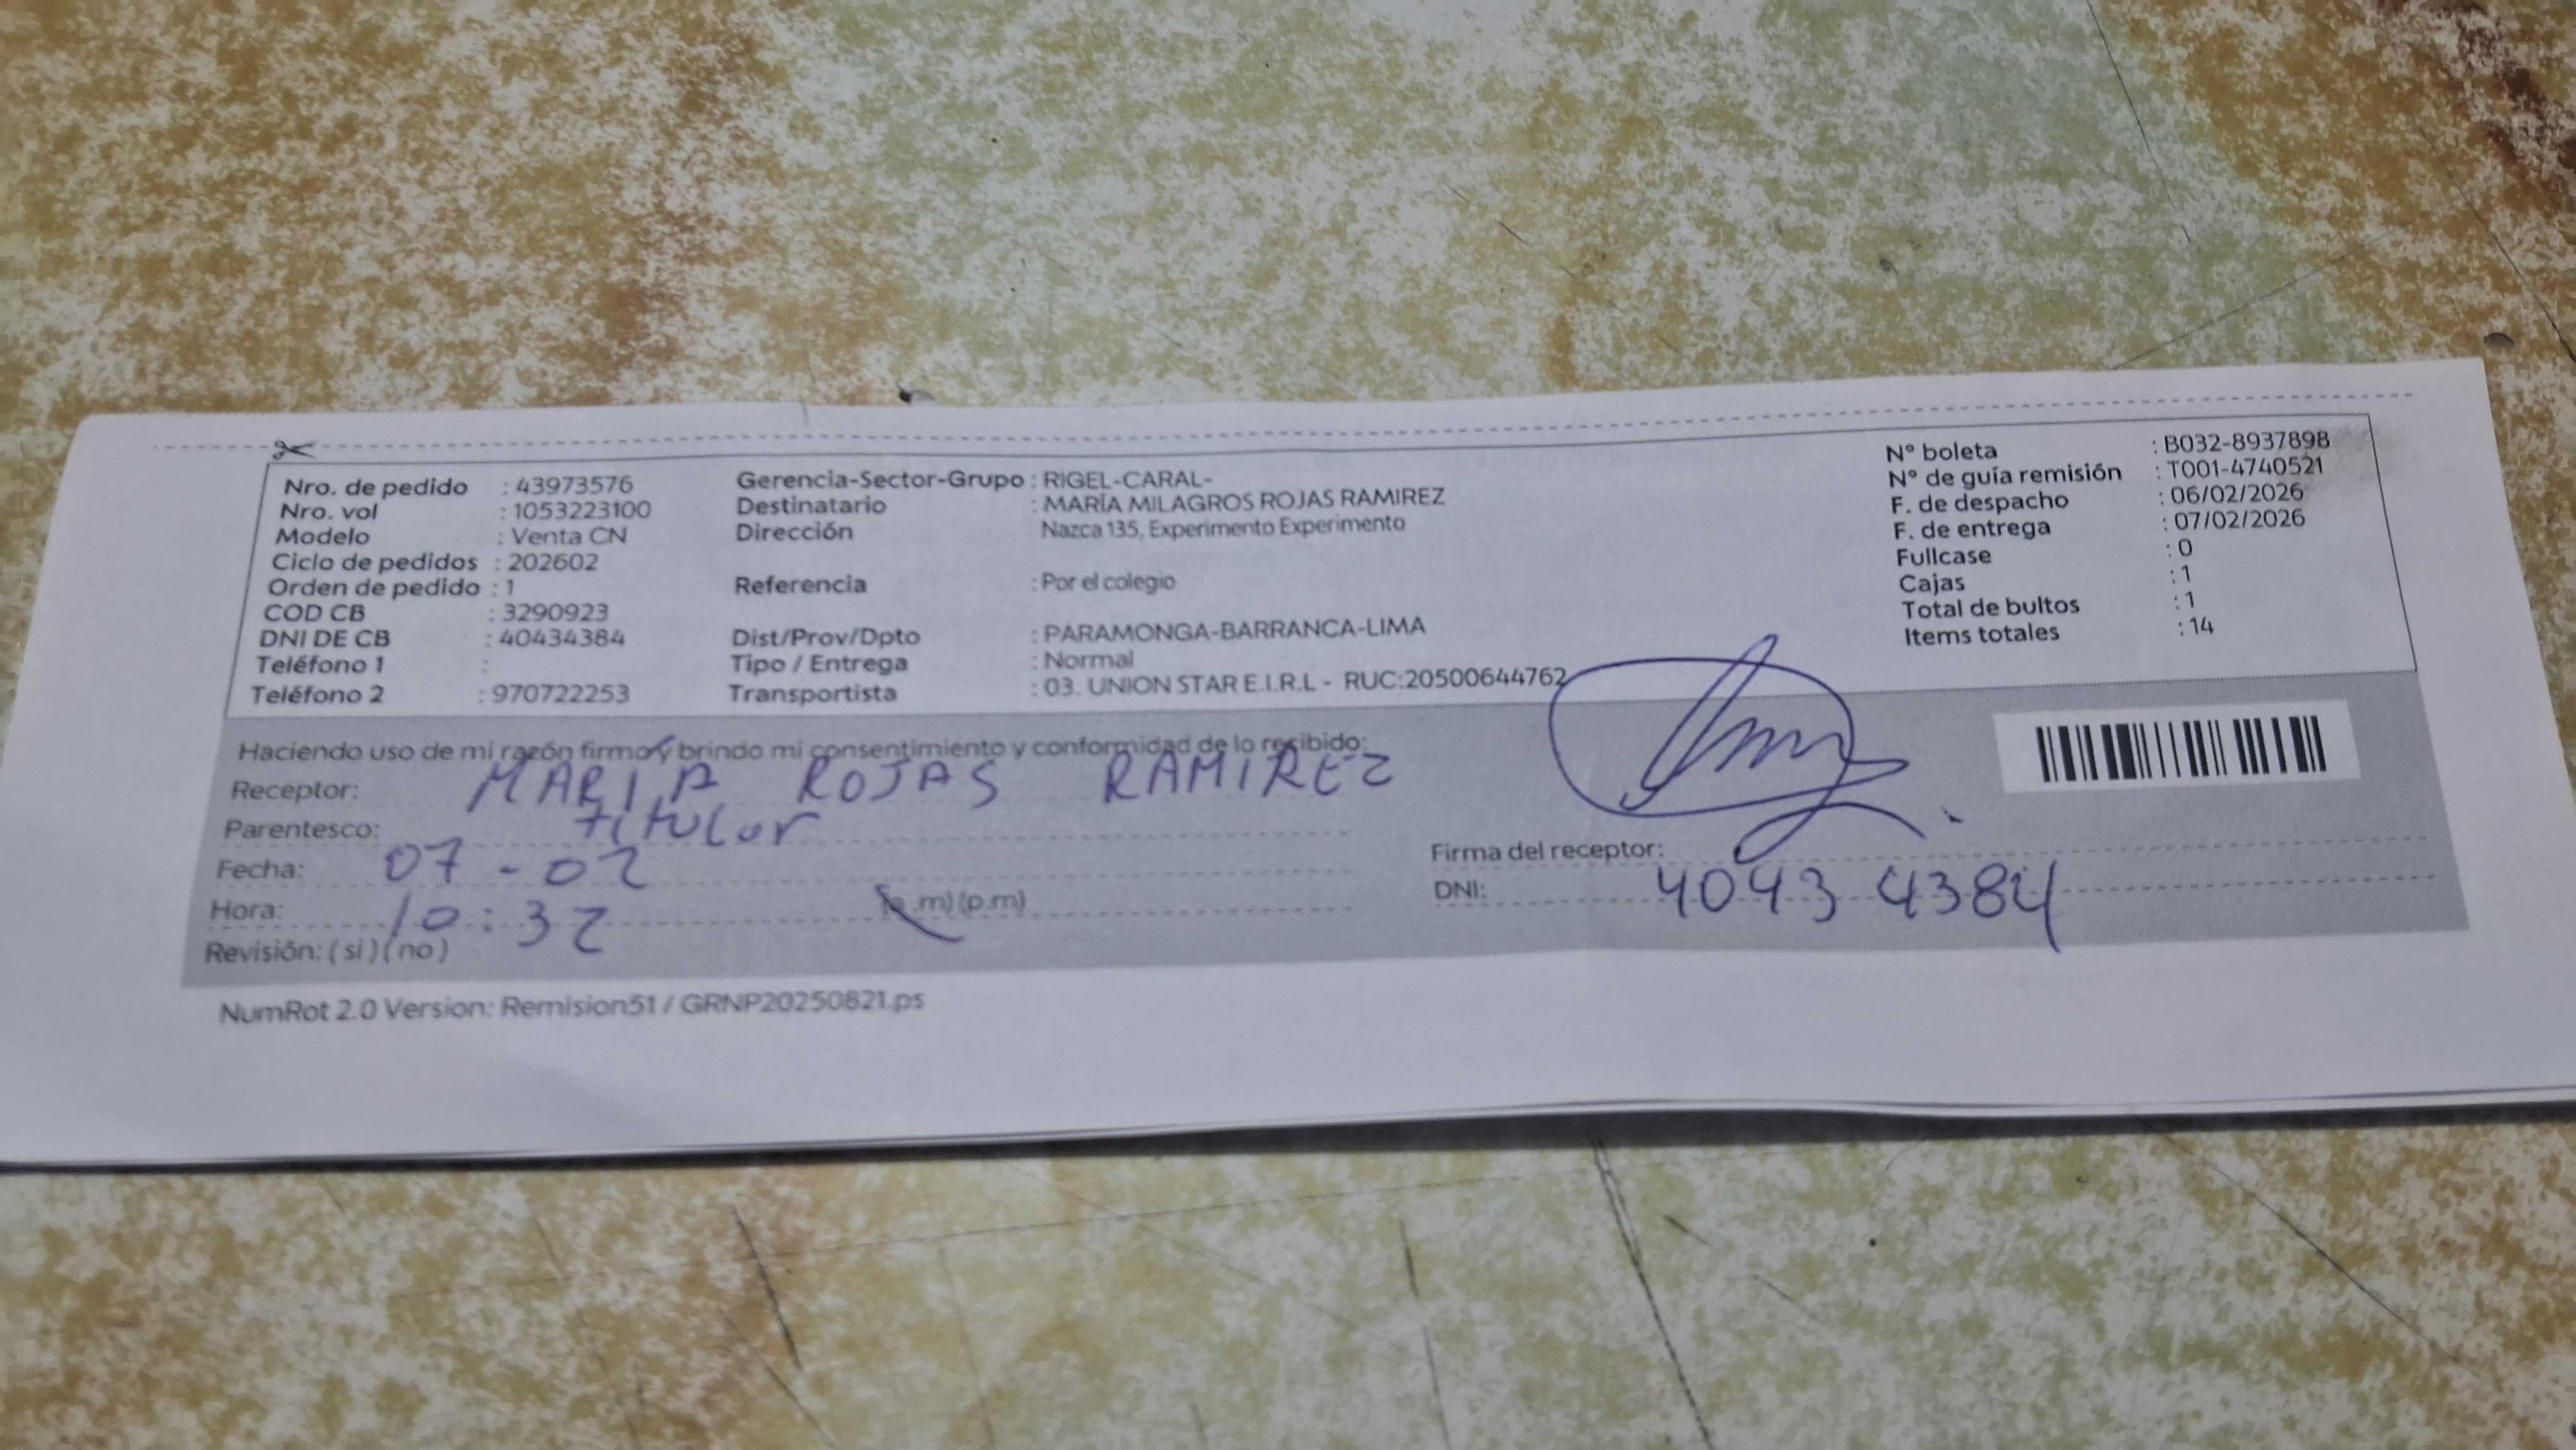 Nro. de pedido : 43973576
Nro. vol : 1053223100
Modelo : Venta CN
Ciclo de pedidos : 202602
Orden de pedido : 1
COD CB : 3290923
DNI DE CB : 40434384
Teléfono 1 :
Teléfono 2 : 970722253
Gerencia-Sector-Grupo : RIGEL-CARAL-
Destinatario : MARÍA MILAGROS ROJAS RAMIREZ
Dirección Nazca 135, Experimento Experimento
Referencia : Por el colegio
Dist/Prov/Dpto : PARAMONGA-BARRANCA-LIMA
Tipo / Entrega : Normal
Transportista : 03. UNION STAR E.I.R.L - RUC:20500644762
N° boleta : B032-8937898
N° de guía remisión : T001-4740521
F. de despacho : 06/02/2026
F. de entrega : 07/02/2026
Fullcase : 0
Cajas : 1
Total de bultos : 1
Items totales : 14
Haciendo uso de mi razón firmo y brindo mi consentimiento y conformidad de lo recibido:
Receptor: MARIA ROJAS RAMIREZ
Parentesco: titular
Fecha: 07-02
Hora: 10:32 (a.m) (p.m)
Revisión: ( si ) ( no )
Firma del receptor:
DNI: 4043 4384
NumRot 2.0 Version: Remision51 / GRNP20250821.ps